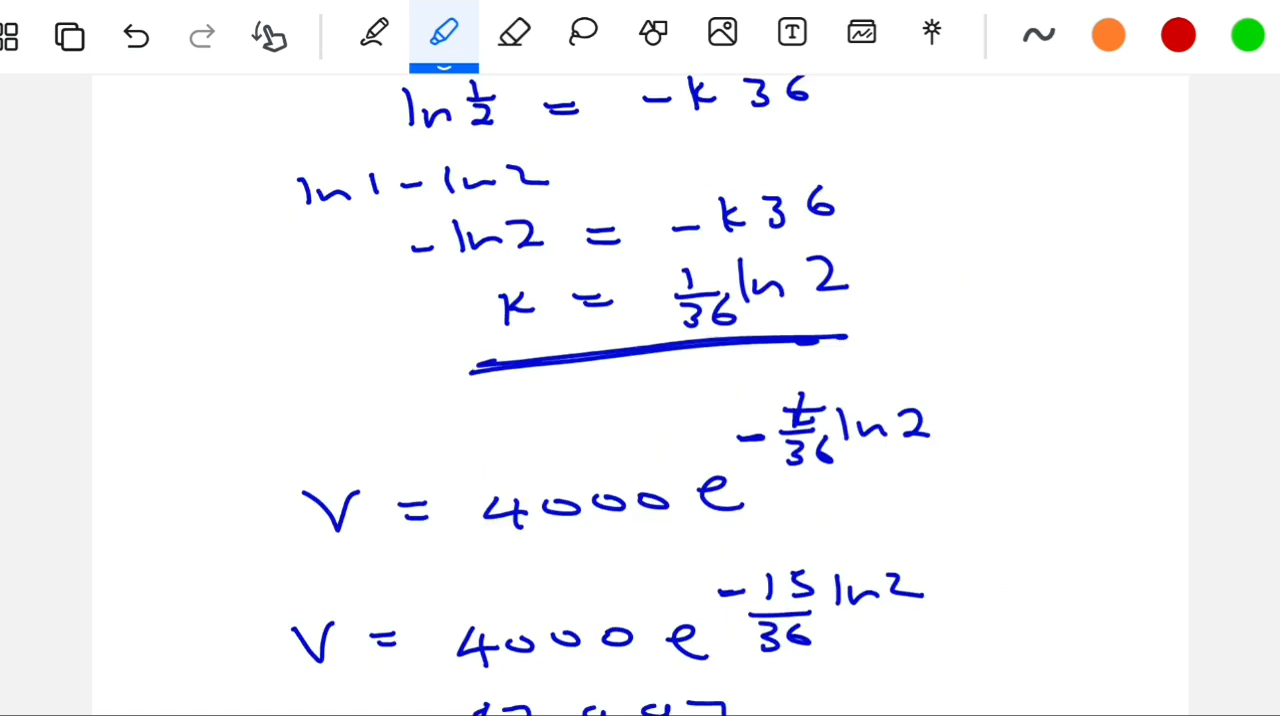 ln 1/2 = -k 36
ln 1 - ln 2
-ln 2 = -k 36
k = 1/36 ln 2
V = 4000 e^(-t/36 ln 2)
V = 4000 e^(-15/36 ln 2)